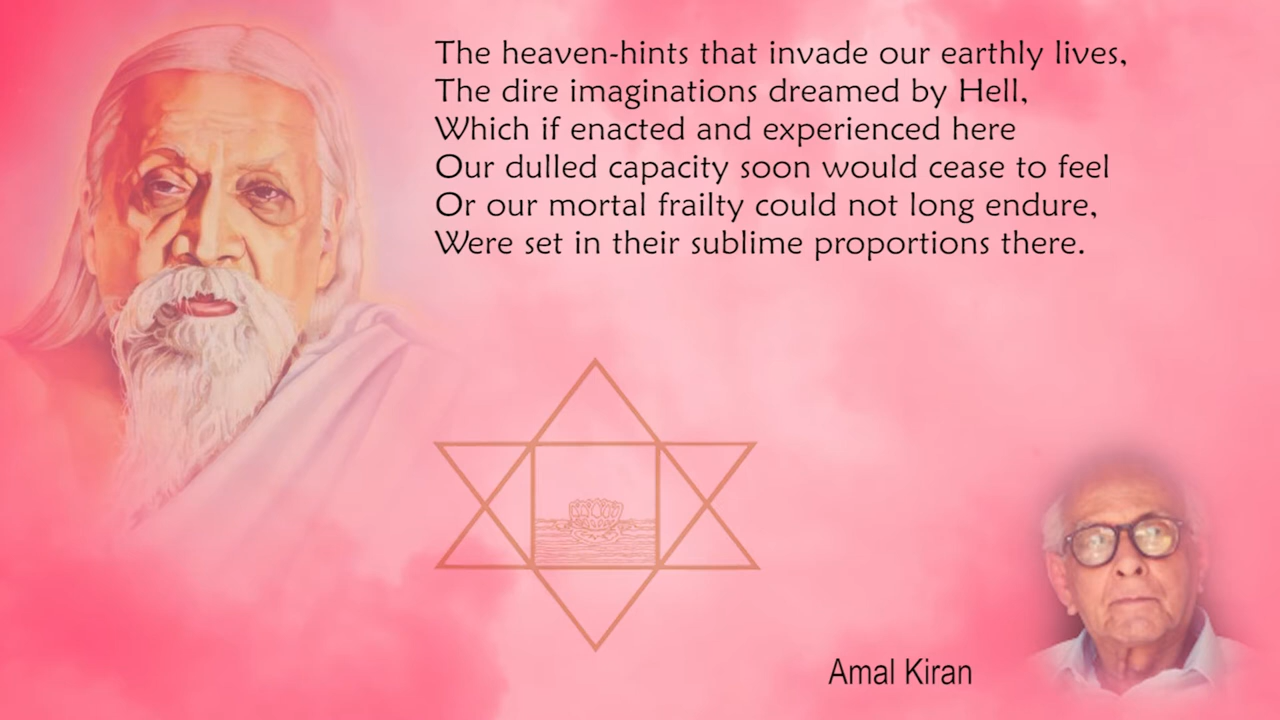 The heaven-hints that invade our earthly lives,
The dire imaginations dreamed by Hell,
Which if enacted and experienced here
Our dulled capacity soon would cease to feel
Or our mortal frailty could not long endure,
Were set in their sublime proportions there.
Amal Kiran